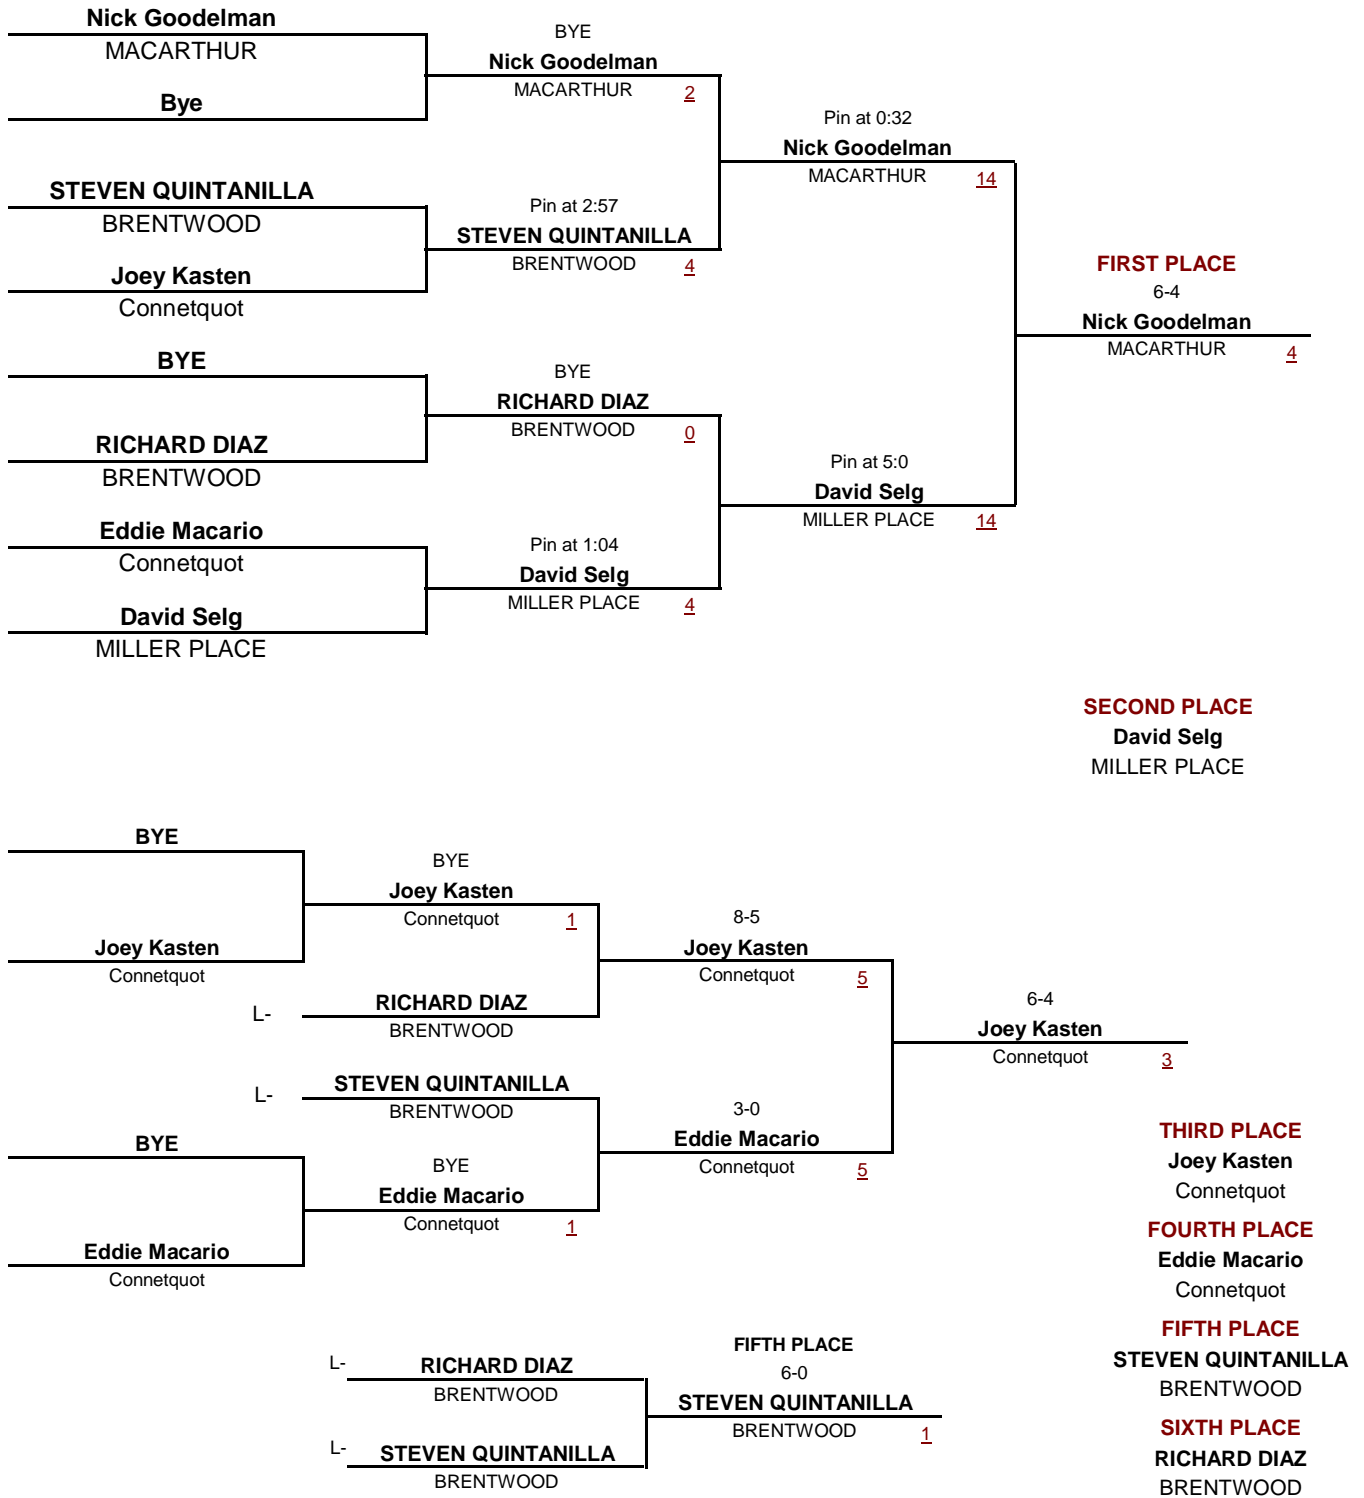 Nick Goodelman
MACARTHUR
Bye
STEVEN QUINTANILLA
BRENTWOOD
Joey Kasten
Connetquot
BYE
RICHARD DIAZ
BRENTWOOD
Eddie Macario
Connetquot
David Selg
MILLER PLACE
BYE
Nick Goodelman
MACARTHUR 2
Pin at 2:57
STEVEN QUINTANILLA
BRENTWOOD 4
BYE
RICHARD DIAZ
BRENTWOOD 0
Pin at 1:04
David Selg
MILLER PLACE 4
Pin at 0:32
Nick Goodelman
MACARTHUR 14
Pin at 5:0
David Selg
MILLER PLACE 14
FIRST PLACE
6-4
Nick Goodelman
MACARTHUR 4
SECOND PLACE
David Selg
MILLER PLACE
BYE
Joey Kasten
Connetquot
BYE
Joey Kasten
Connetquot 1
L- RICHARD DIAZ
BRENTWOOD
L- STEVEN QUINTANILLA
BRENTWOOD
BYE
Eddie Macario
Connetquot
BYE
Eddie Macario
Connetquot 1
8-5
Joey Kasten
Connetquot 5
3-0
Eddie Macario
Connetquot 5
6-4
Joey Kasten
Connetquot 3
THIRD PLACE
Joey Kasten
Connetquot
FOURTH PLACE
Eddie Macario
Connetquot
FIFTH PLACE
STEVEN QUINTANILLA
BRENTWOOD
SIXTH PLACE
RICHARD DIAZ
BRENTWOOD
L- RICHARD DIAZ
BRENTWOOD
L- STEVEN QUINTANILLA
BRENTWOOD
FIFTH PLACE
6-0
STEVEN QUINTANILLA
BRENTWOOD 1